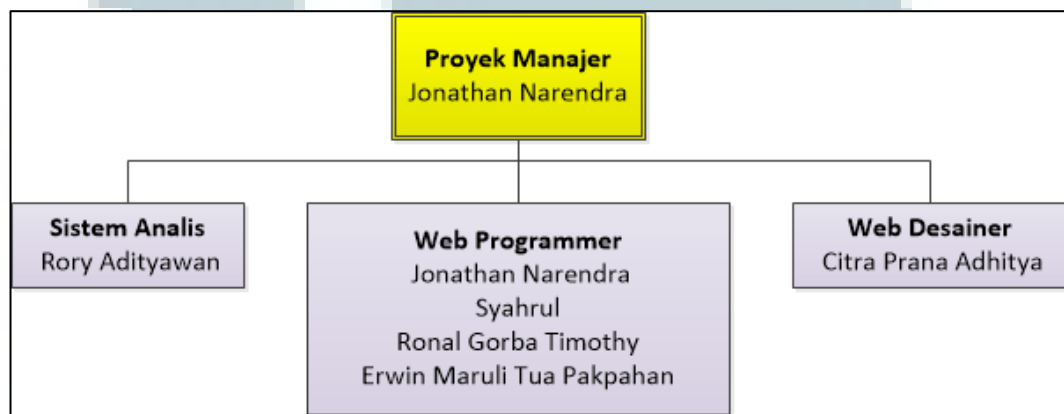 Proyek Manajer
Jonathan Narendra
Sistem Analis
Rory Adityawan
Web Programmer
Jonathan Narendra
Syahrul
Ronal Gorba Timothy
Erwin Maruli Tua Pakpahan
Web Desainer
Citra Prana Adhitya